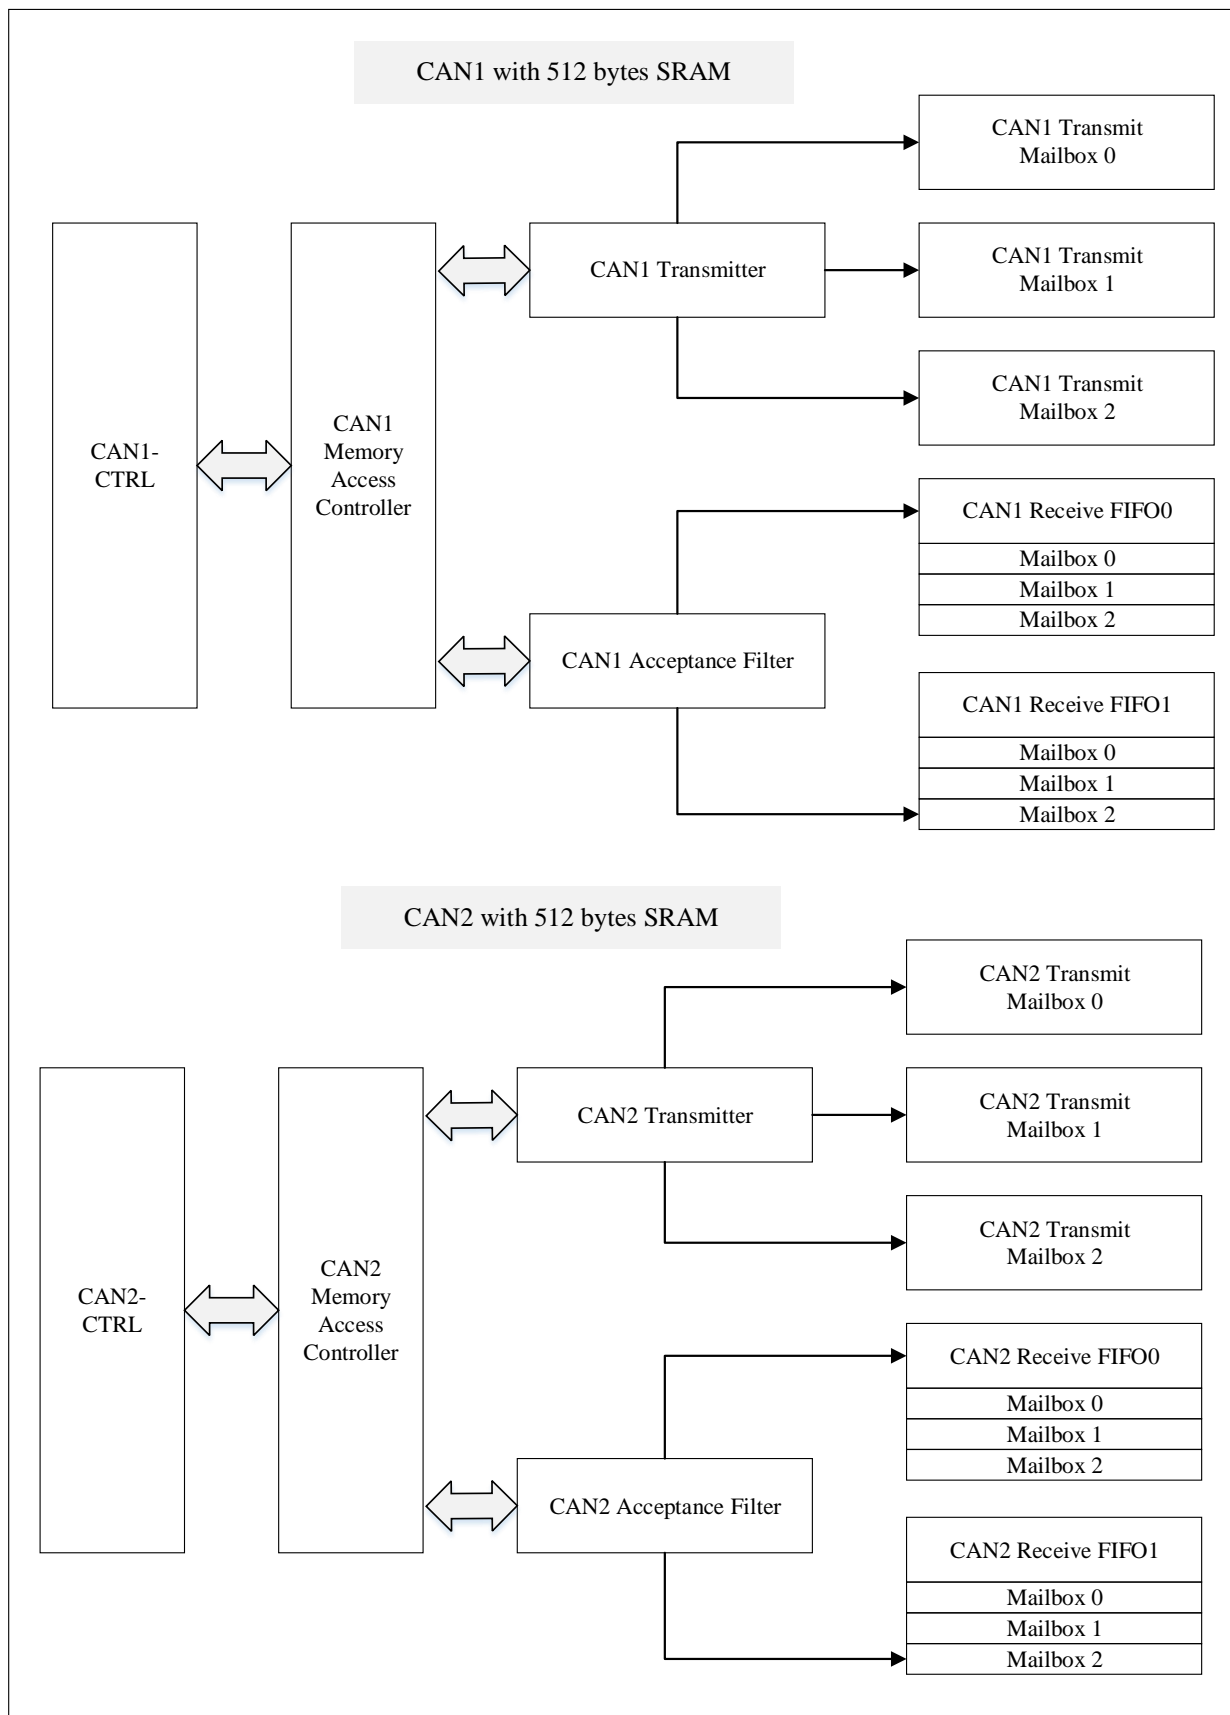 CAN1 with 512 bytes SRAM
CAN1 Transmit
Mailbox 0
CAN1 Transmitter
CAN1 Transmit
Mailbox 1
CAN1 Transmit
Mailbox 2
CAN1-
CTRL
CAN1
Memory
Access
Controller
CAN1 Receive FIFO0
Mailbox 0
Mailbox 1
Mailbox 2
CAN1 Acceptance Filter
CAN1 Receive FIFO1
Mailbox 0
Mailbox 1
Mailbox 2
CAN2 with 512 bytes SRAM
CAN2 Transmit
Mailbox 0
CAN2 Transmitter
CAN2 Transmit
Mailbox 1
CAN2 Transmit
Mailbox 2
CAN2-
CTRL
CAN2
Memory
Access
Controller
CAN2 Receive FIFO0
Mailbox 0
Mailbox 1
Mailbox 2
CAN2 Acceptance Filter
CAN2 Receive FIFO1
Mailbox 0
Mailbox 1
Mailbox 2